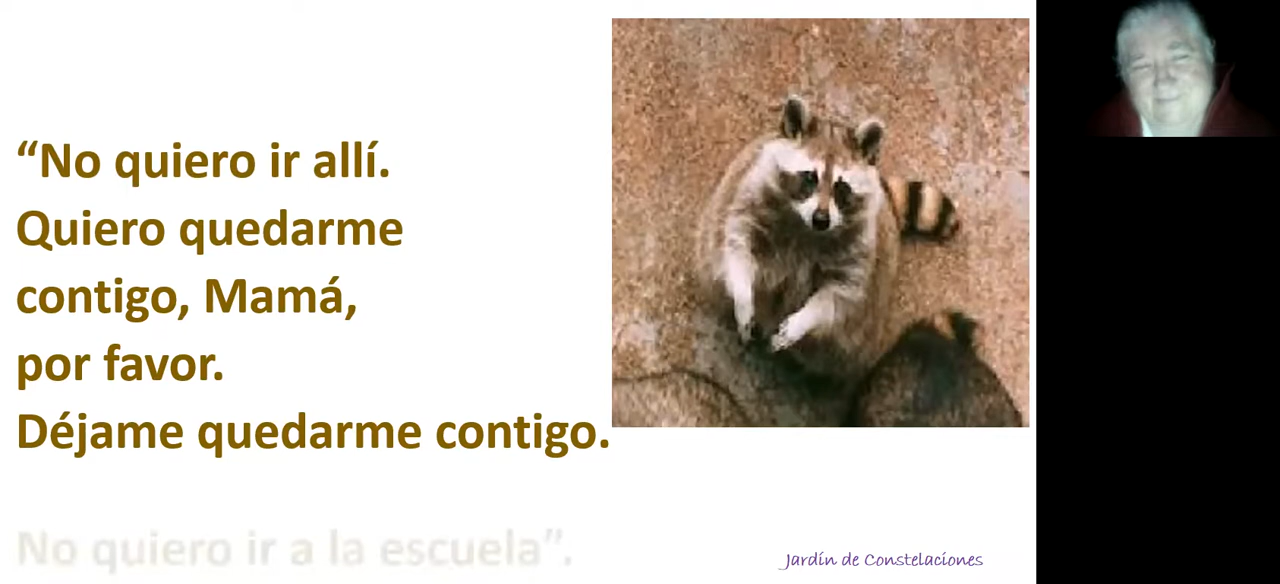 “No quiero ir allí.
Quiero quedarme
contigo, Mamá,
por favor.
Déjame quedarme contigo.
No quiero ir a la escuela”.
Jardín de Constelaciones